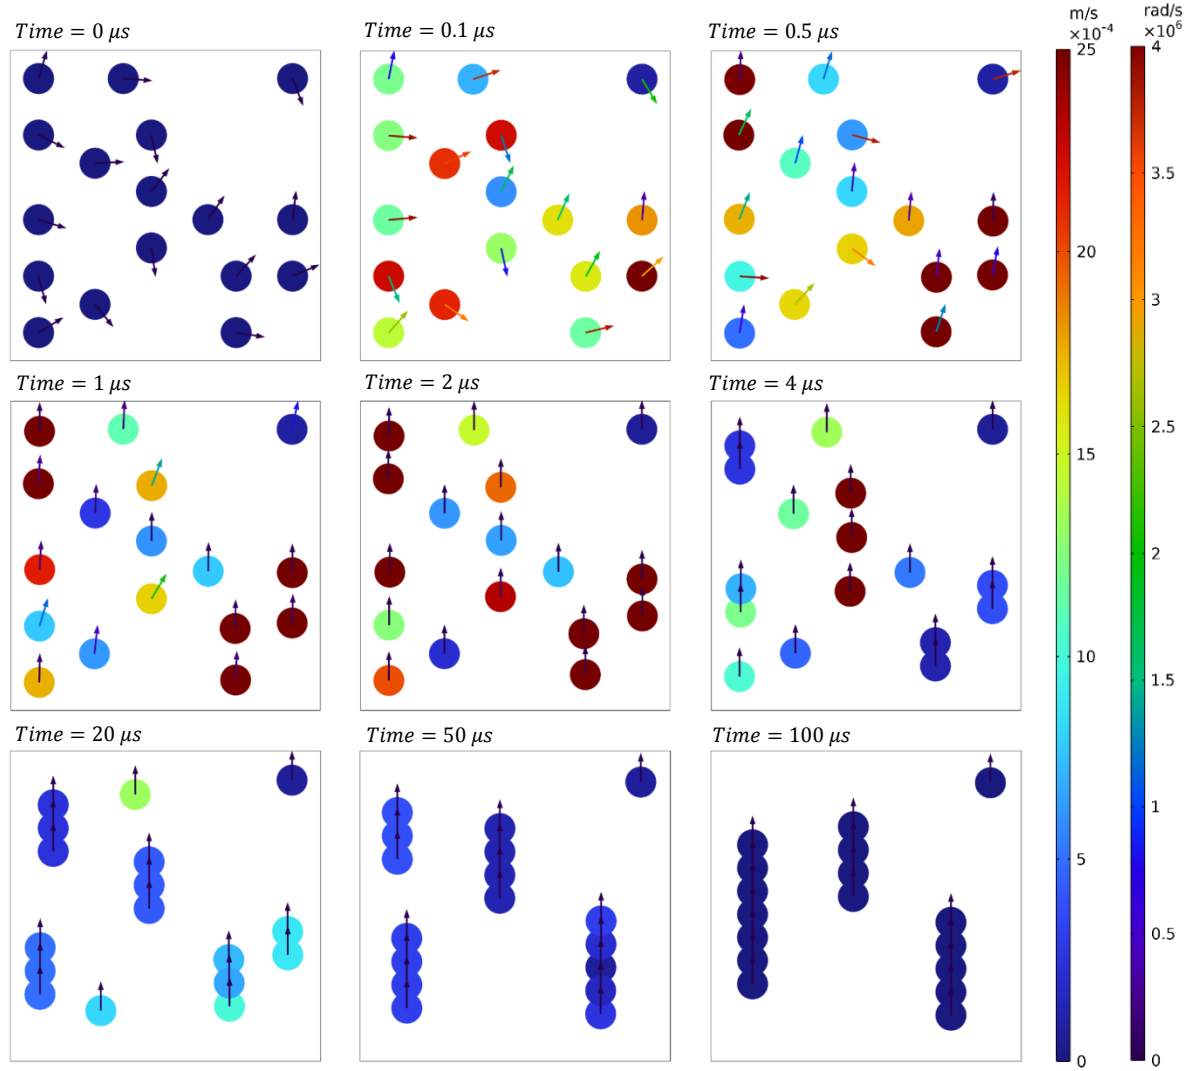 Time = 0 μs
Time = 0.1 μs
Time = 0.5 μs
m/s
×10⁻⁴
rad/s
×10⁶
25
20
15
10
5
0
4
3.5
3
2.5
2
1.5
1
0.5
0
Time = 1 μs
Time = 2 μs
Time = 4 μs
Time = 20 μs
Time = 50 μs
Time = 100 μs